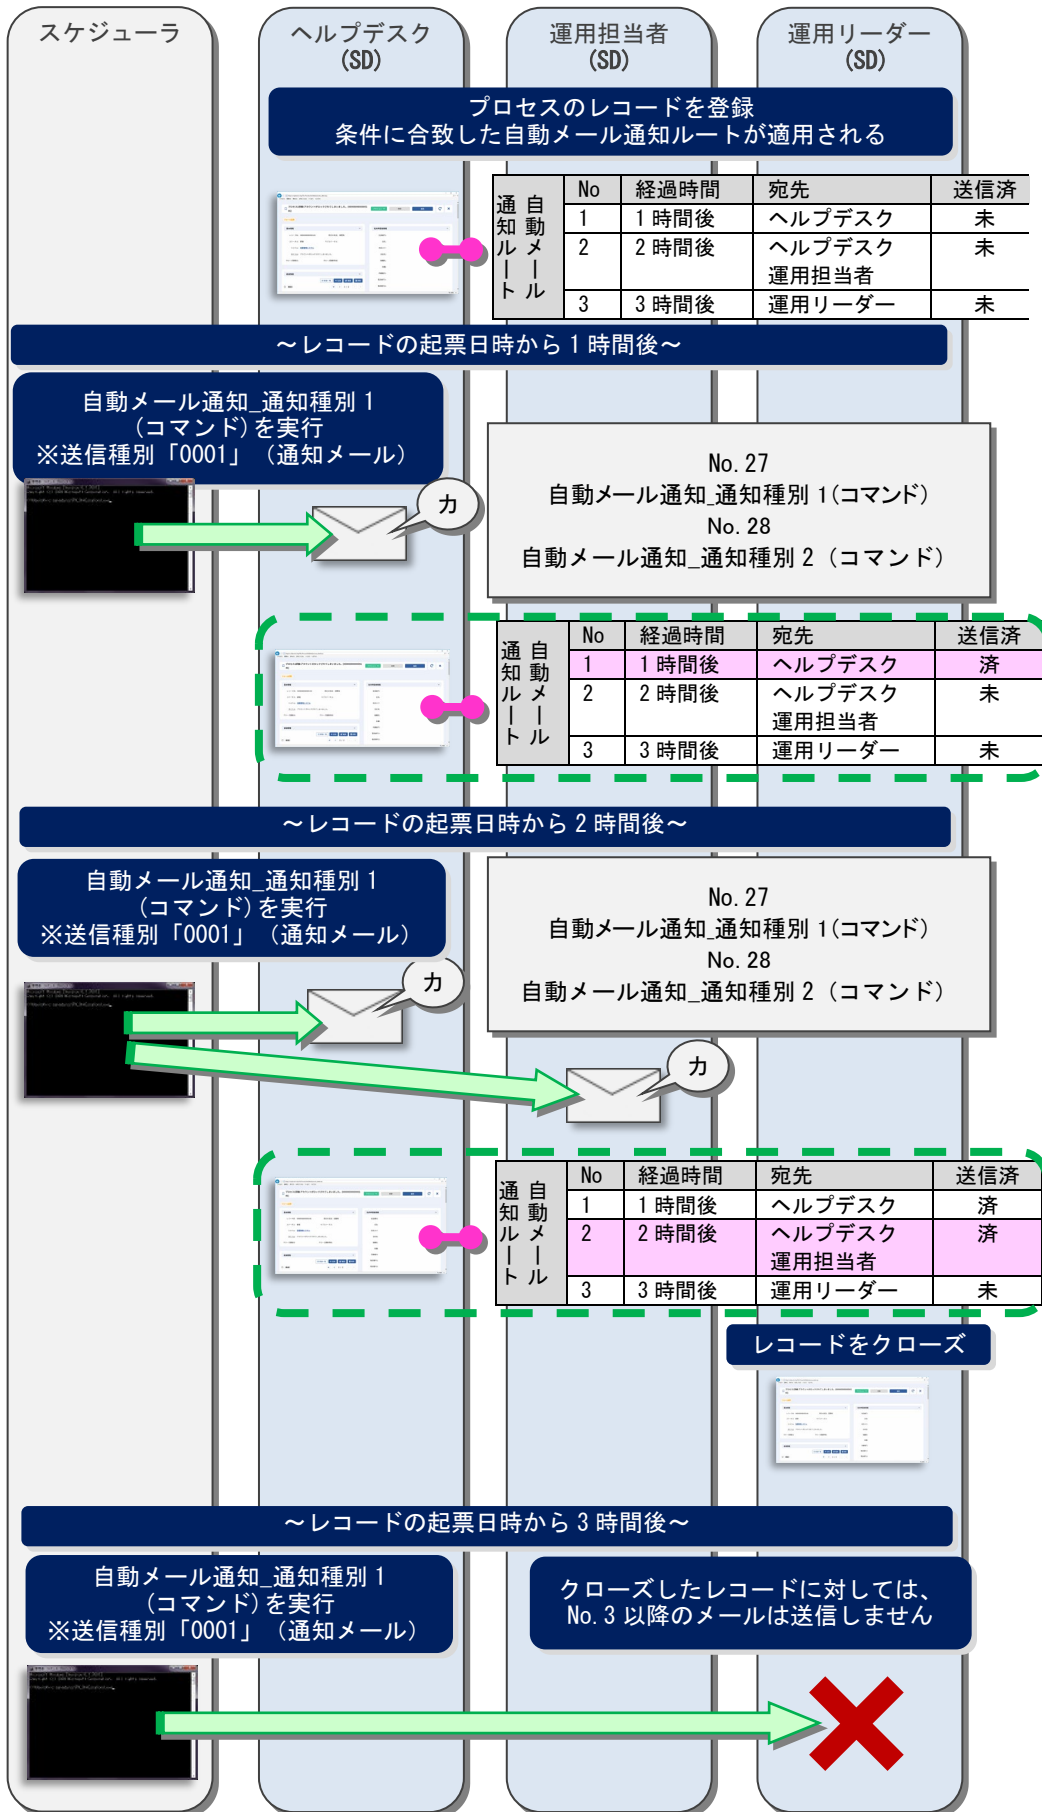 スケジューラ
ヘルプデスク
(SD)
運用担当者
(SD)
運用リーダー
(SD)
プロセスのレコードを登録
条件に合致した自動メール通知ルートが適用される
自動メール
通知ルート
No 経過時間 宛先 送信済
1 1時間後 ヘルプデスク 未
2 2時間後 ヘルプデスク 未
運用担当者
3 3時間後 運用リーダー 未
～レコードの起票日時から1時間後～
自動メール通知_通知種別1
(コマンド)を実行
※送信種別「0001」（通知メール）
カ
No.27
自動メール通知_通知種別1(コマンド)
No.28
自動メール通知_通知種別2（コマンド）
自動メール
通知ルート
No 経過時間 宛先 送信済
1 1時間後 ヘルプデスク 済
2 2時間後 ヘルプデスク 未
運用担当者
3 3時間後 運用リーダー 未
～レコードの起票日時から2時間後～
自動メール通知_通知種別1
(コマンド)を実行
※送信種別「0001」（通知メール）
カ
No.27
自動メール通知_通知種別1(コマンド)
No.28
自動メール通知_通知種別2（コマンド）
カ
自動メール
通知ルート
No 経過時間 宛先 送信済
1 1時間後 ヘルプデスク 済
2 2時間後 ヘルプデスク 済
運用担当者
3 3時間後 運用リーダー 未
レコードをクローズ
～レコードの起票日時から3時間後～
自動メール通知_通知種別1
(コマンド)を実行
※送信種別「0001」（通知メール）
クローズしたレコードに対しては、
No.3以降のメールは送信しません